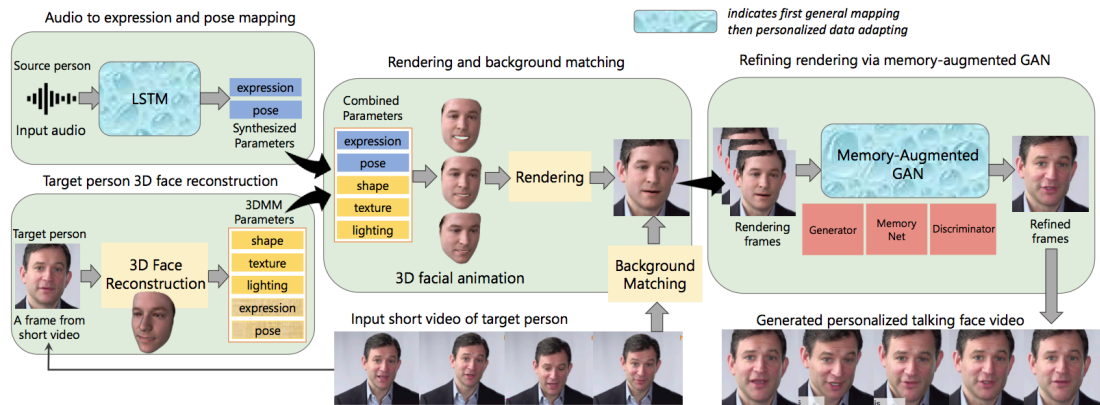 Audio to expression and pose mapping
Source person
Input audio
LSTM
expression
pose
Synthesized
Parameters
Target person 3D face reconstruction
Target person
A frame from
short video
3D Face
Reconstruction
3DMM
Parameters
shape
texture
lighting
expression
pose
Rendering and background matching
Combined
Parameters
expression
pose
shape
texture
lighting
3D facial animation
Rendering
Background
Matching
Input short video of target person
indicates first general mapping
then personalized data adapting
Refining rendering via memory-augmented GAN
Rendering
frames
Memory-Augmented
GAN
Generator
Memory
Net
Discriminator
Refined
frames
Generated personalized talking face video